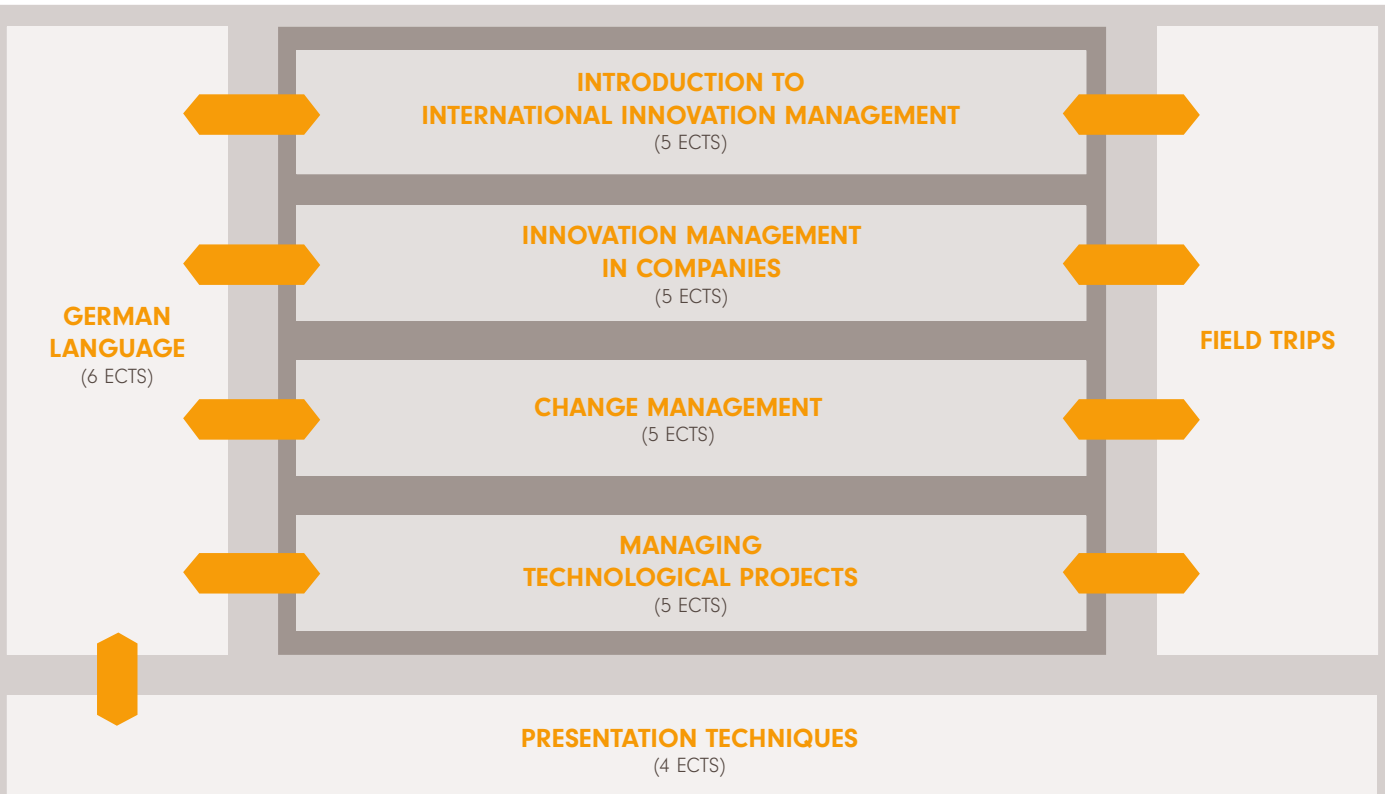 INTRODUCTION TO
INTERNATIONAL INNOVATION MANAGEMENT
(5 ECTS)
INNOVATION MANAGEMENT
IN COMPANIES
(5 ECTS)
GERMAN
LANGUAGE
(6 ECTS)
FIELD TRIPS
CHANGE MANAGEMENT
(5 ECTS)
MANAGING
TECHNOLOGICAL PROJECTS
(5 ECTS)
PRESENTATION TECHNIQUES
(4 ECTS)